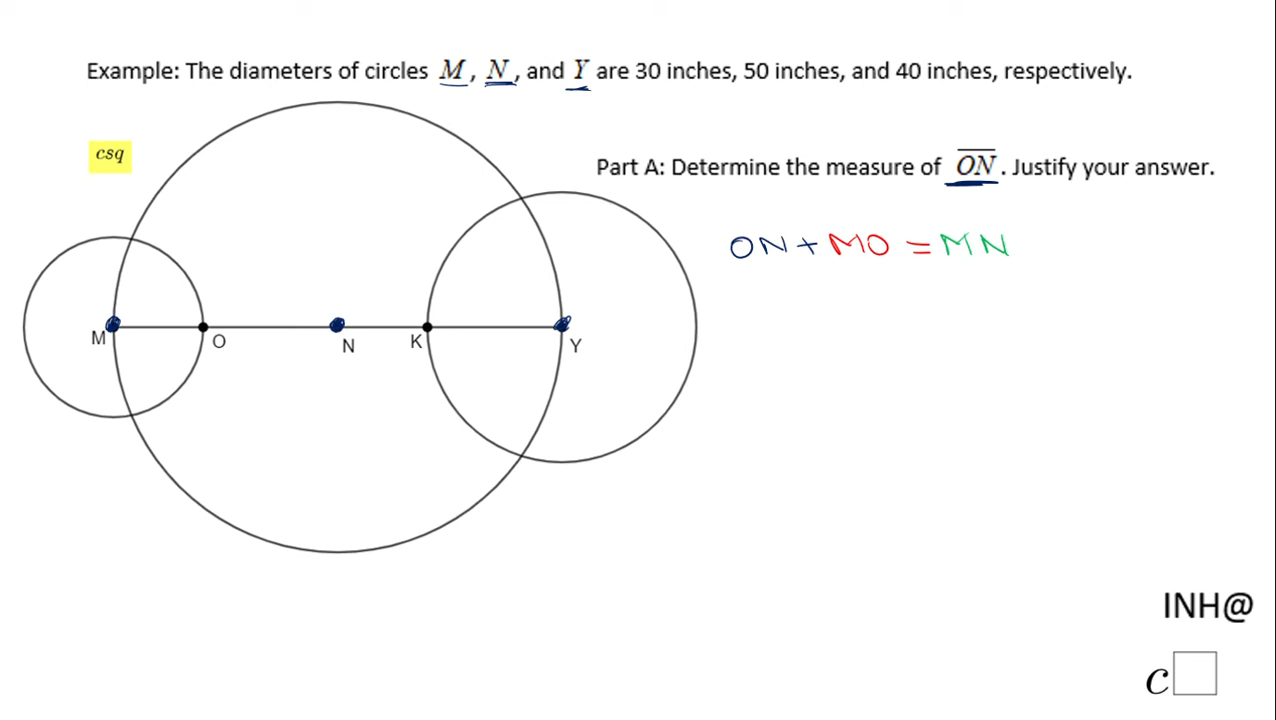 Example: The diameters of circles M, N, and Y are 30 inches, 50 inches, and 40 inches, respectively.
csq
Part A: Determine the measure of ON. Justify your answer.
ON + MO = MN
M
O
N
K
Y
INH@
c